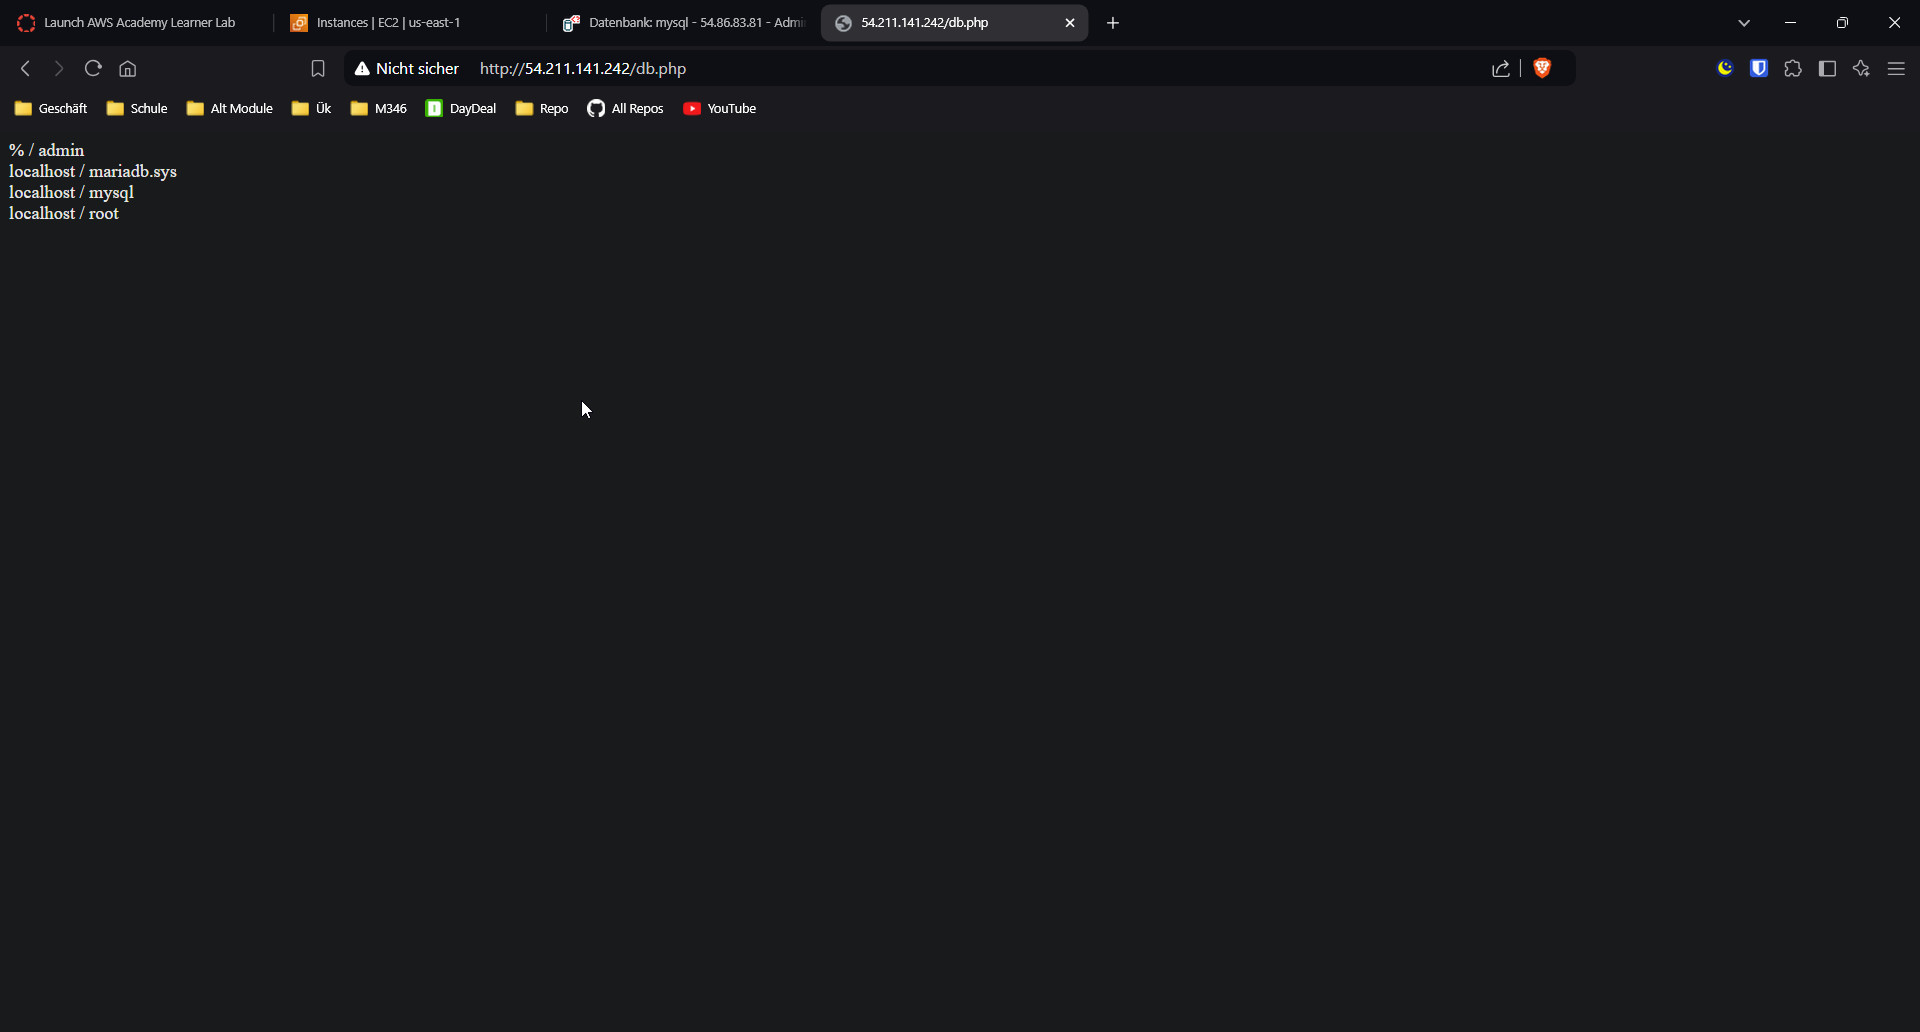 Launch AWS Academy Learner Lab
Instances | EC2 | us-east-1
Datenbank: mysql - 54.86.83.81 - Admi
54.211.141.242/db.php
Nicht sicher http://54.211.141.242/db.php
Geschäft Schule Alt Module Ük M346 DayDeal Repo All Repos YouTube
% / admin
localhost / mariadb.sys
localhost / mysql
localhost / root